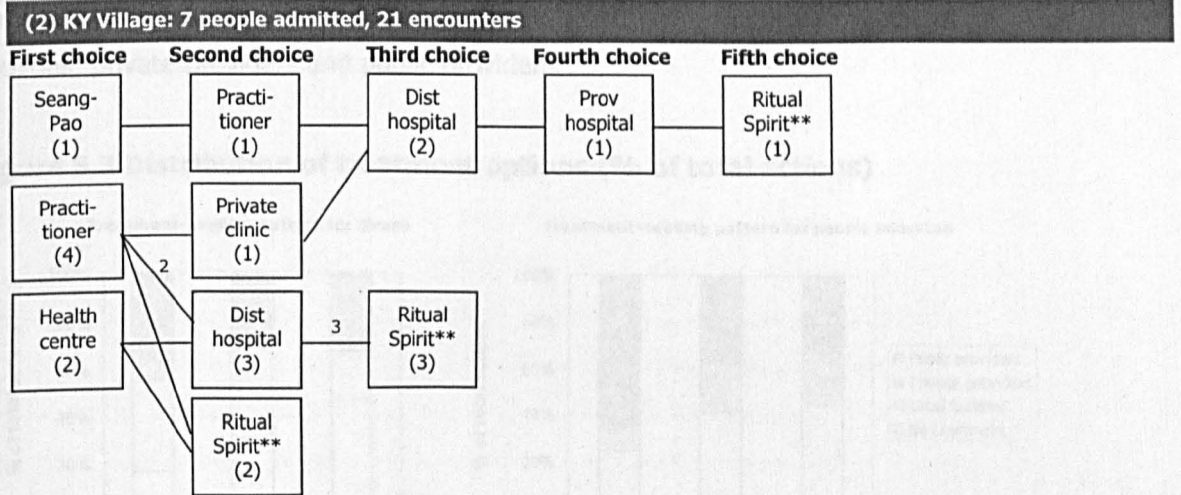 (2) KY Village: 7 people admitted, 21 encounters
First choice Second choice Third choice Fourth choice Fifth choice
Seang-
Pao
(1)
Practi-
tioner
(1)
Dist
hospital
(2)
Prov
hospital
(1)
Ritual
Spirit**
(1)
Practi-
tioner
(4)
Private
clinic
(1)
2
Health
centre
(2)
Dist
hospital
(3)
3
Ritual
Spirit**
(3)
Ritual
Spirit**
(2)